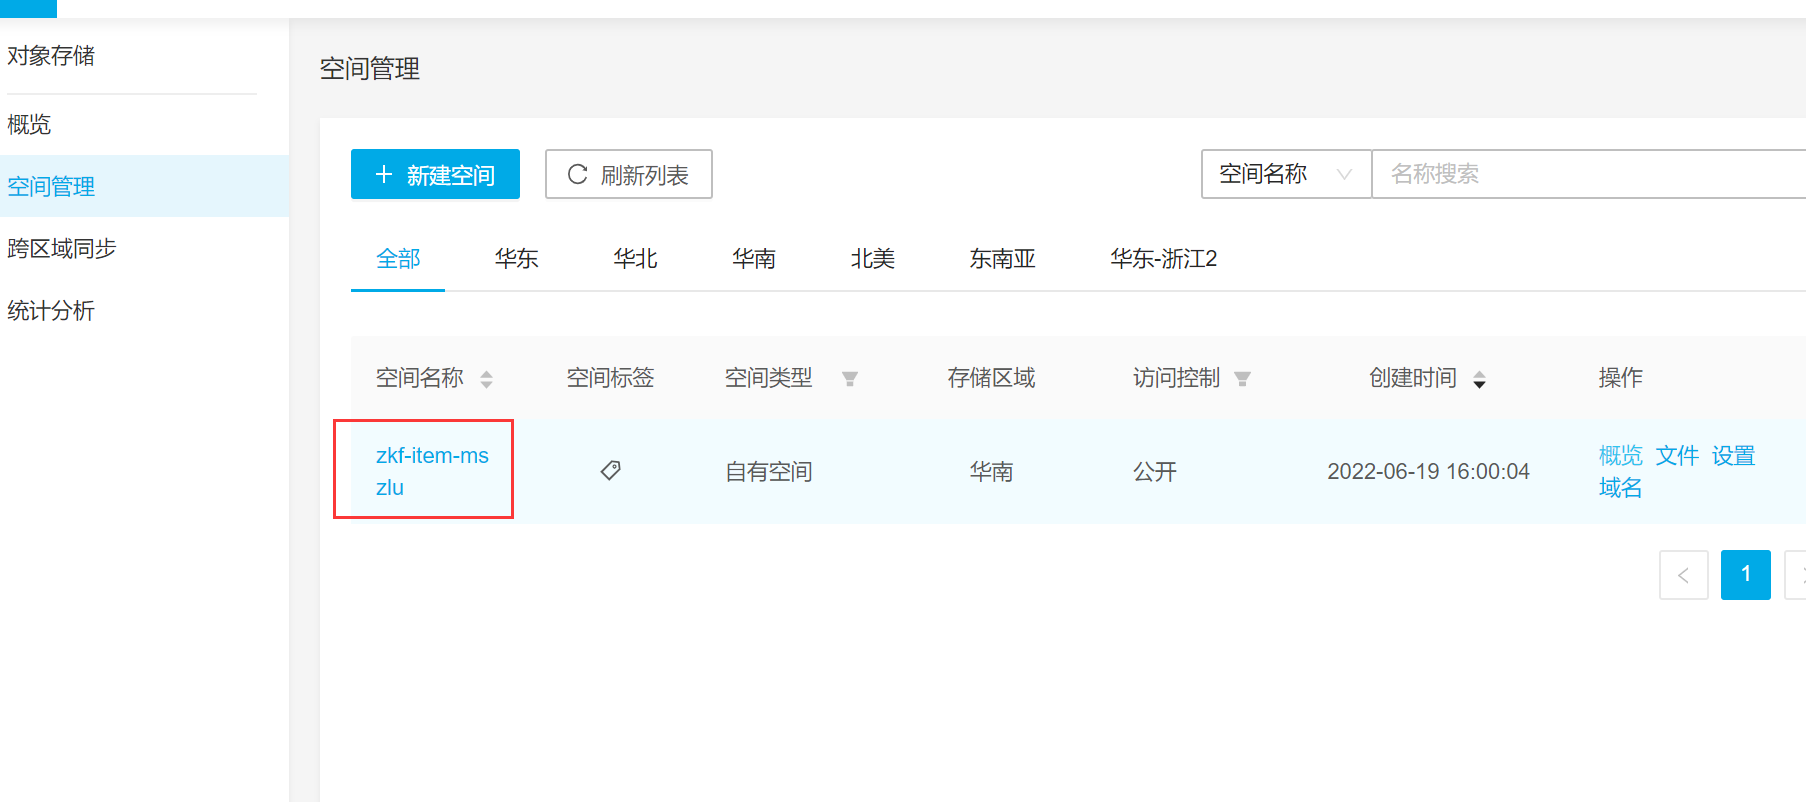 对象存储
概览
空间管理
跨区域同步
统计分析
空间管理
新建空间
刷新列表
空间名称
名称搜索
全部 华东 华北 华南 北美 东南亚 华东-浙江2
空间名称 空间标签 空间类型 存储区域 访问控制 创建时间 操作
zkf-item-ms
zlu
自有空间 华南 公开 2022-06-19 16:00:04
概览 文件 设置
域名
1